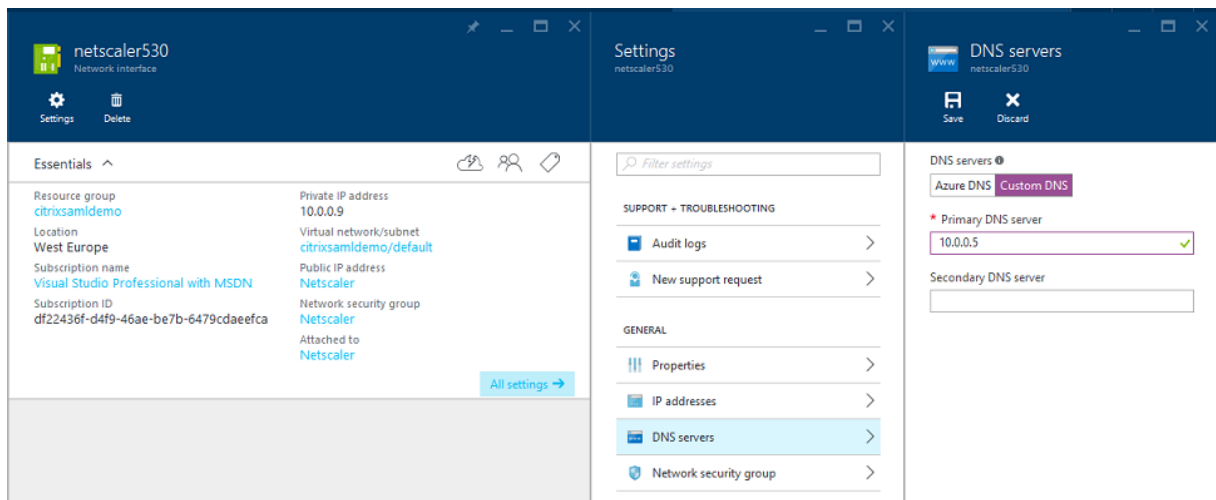 netscaler530
Network interface
Settings
Delete
Essentials
Resource group
citrixsamldemo
Location
West Europe
Subscription name
Visual Studio Professional with MSDN
Subscription ID
df22436f-d4f9-46ae-be7b-6479cdaeefca
Private IP address
10.0.0.9
Virtual network/subnet
citrixsamldemo/default
Public IP address
Netscaler
Network security group
Netscaler
Attached to
Netscaler
All settings →
Settings
netscaler530
Filter settings
SUPPORT + TROUBLESHOOTING
Audit logs
New support request
GENERAL
Properties
IP addresses
DNS servers
Network security group
www
DNS servers
netscaler530
Save
Discard
DNS servers
Azure DNS Custom DNS
* Primary DNS server
10.0.0.5
Secondary DNS server